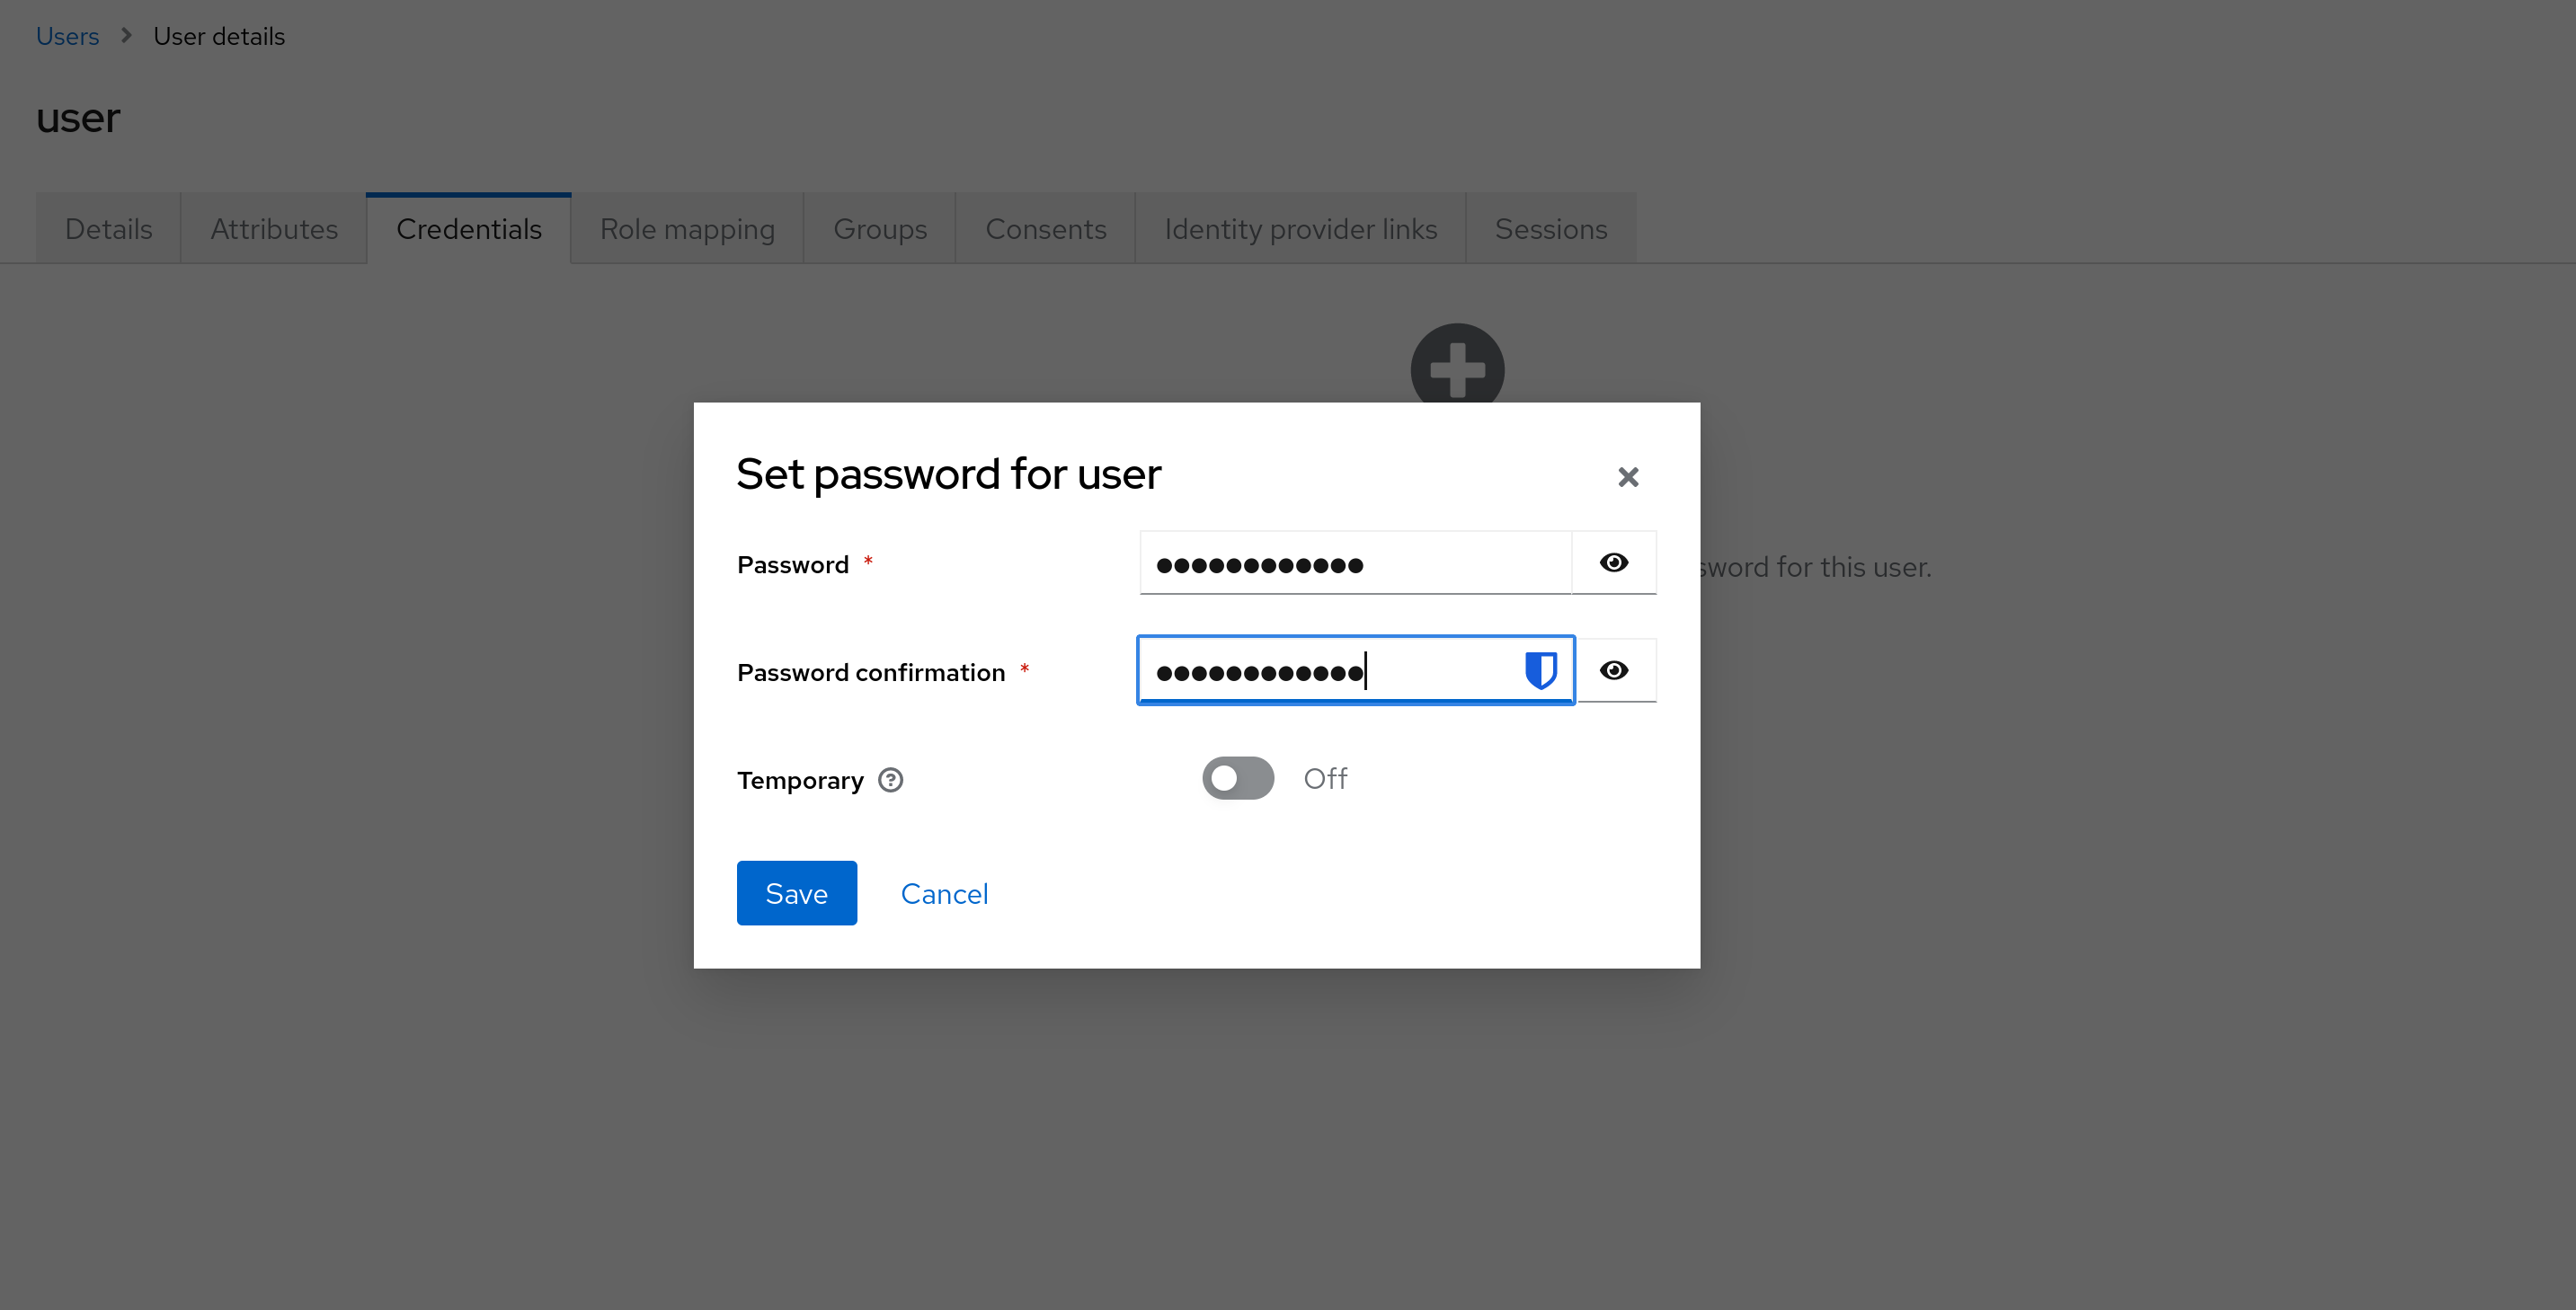 Users > User details
user
Details Attributes Credentials Role mapping Groups Consents Identity provider links Sessions
Set password for user
Password *
sword for this user.
Password confirmation *
Temporary Off
Save Cancel